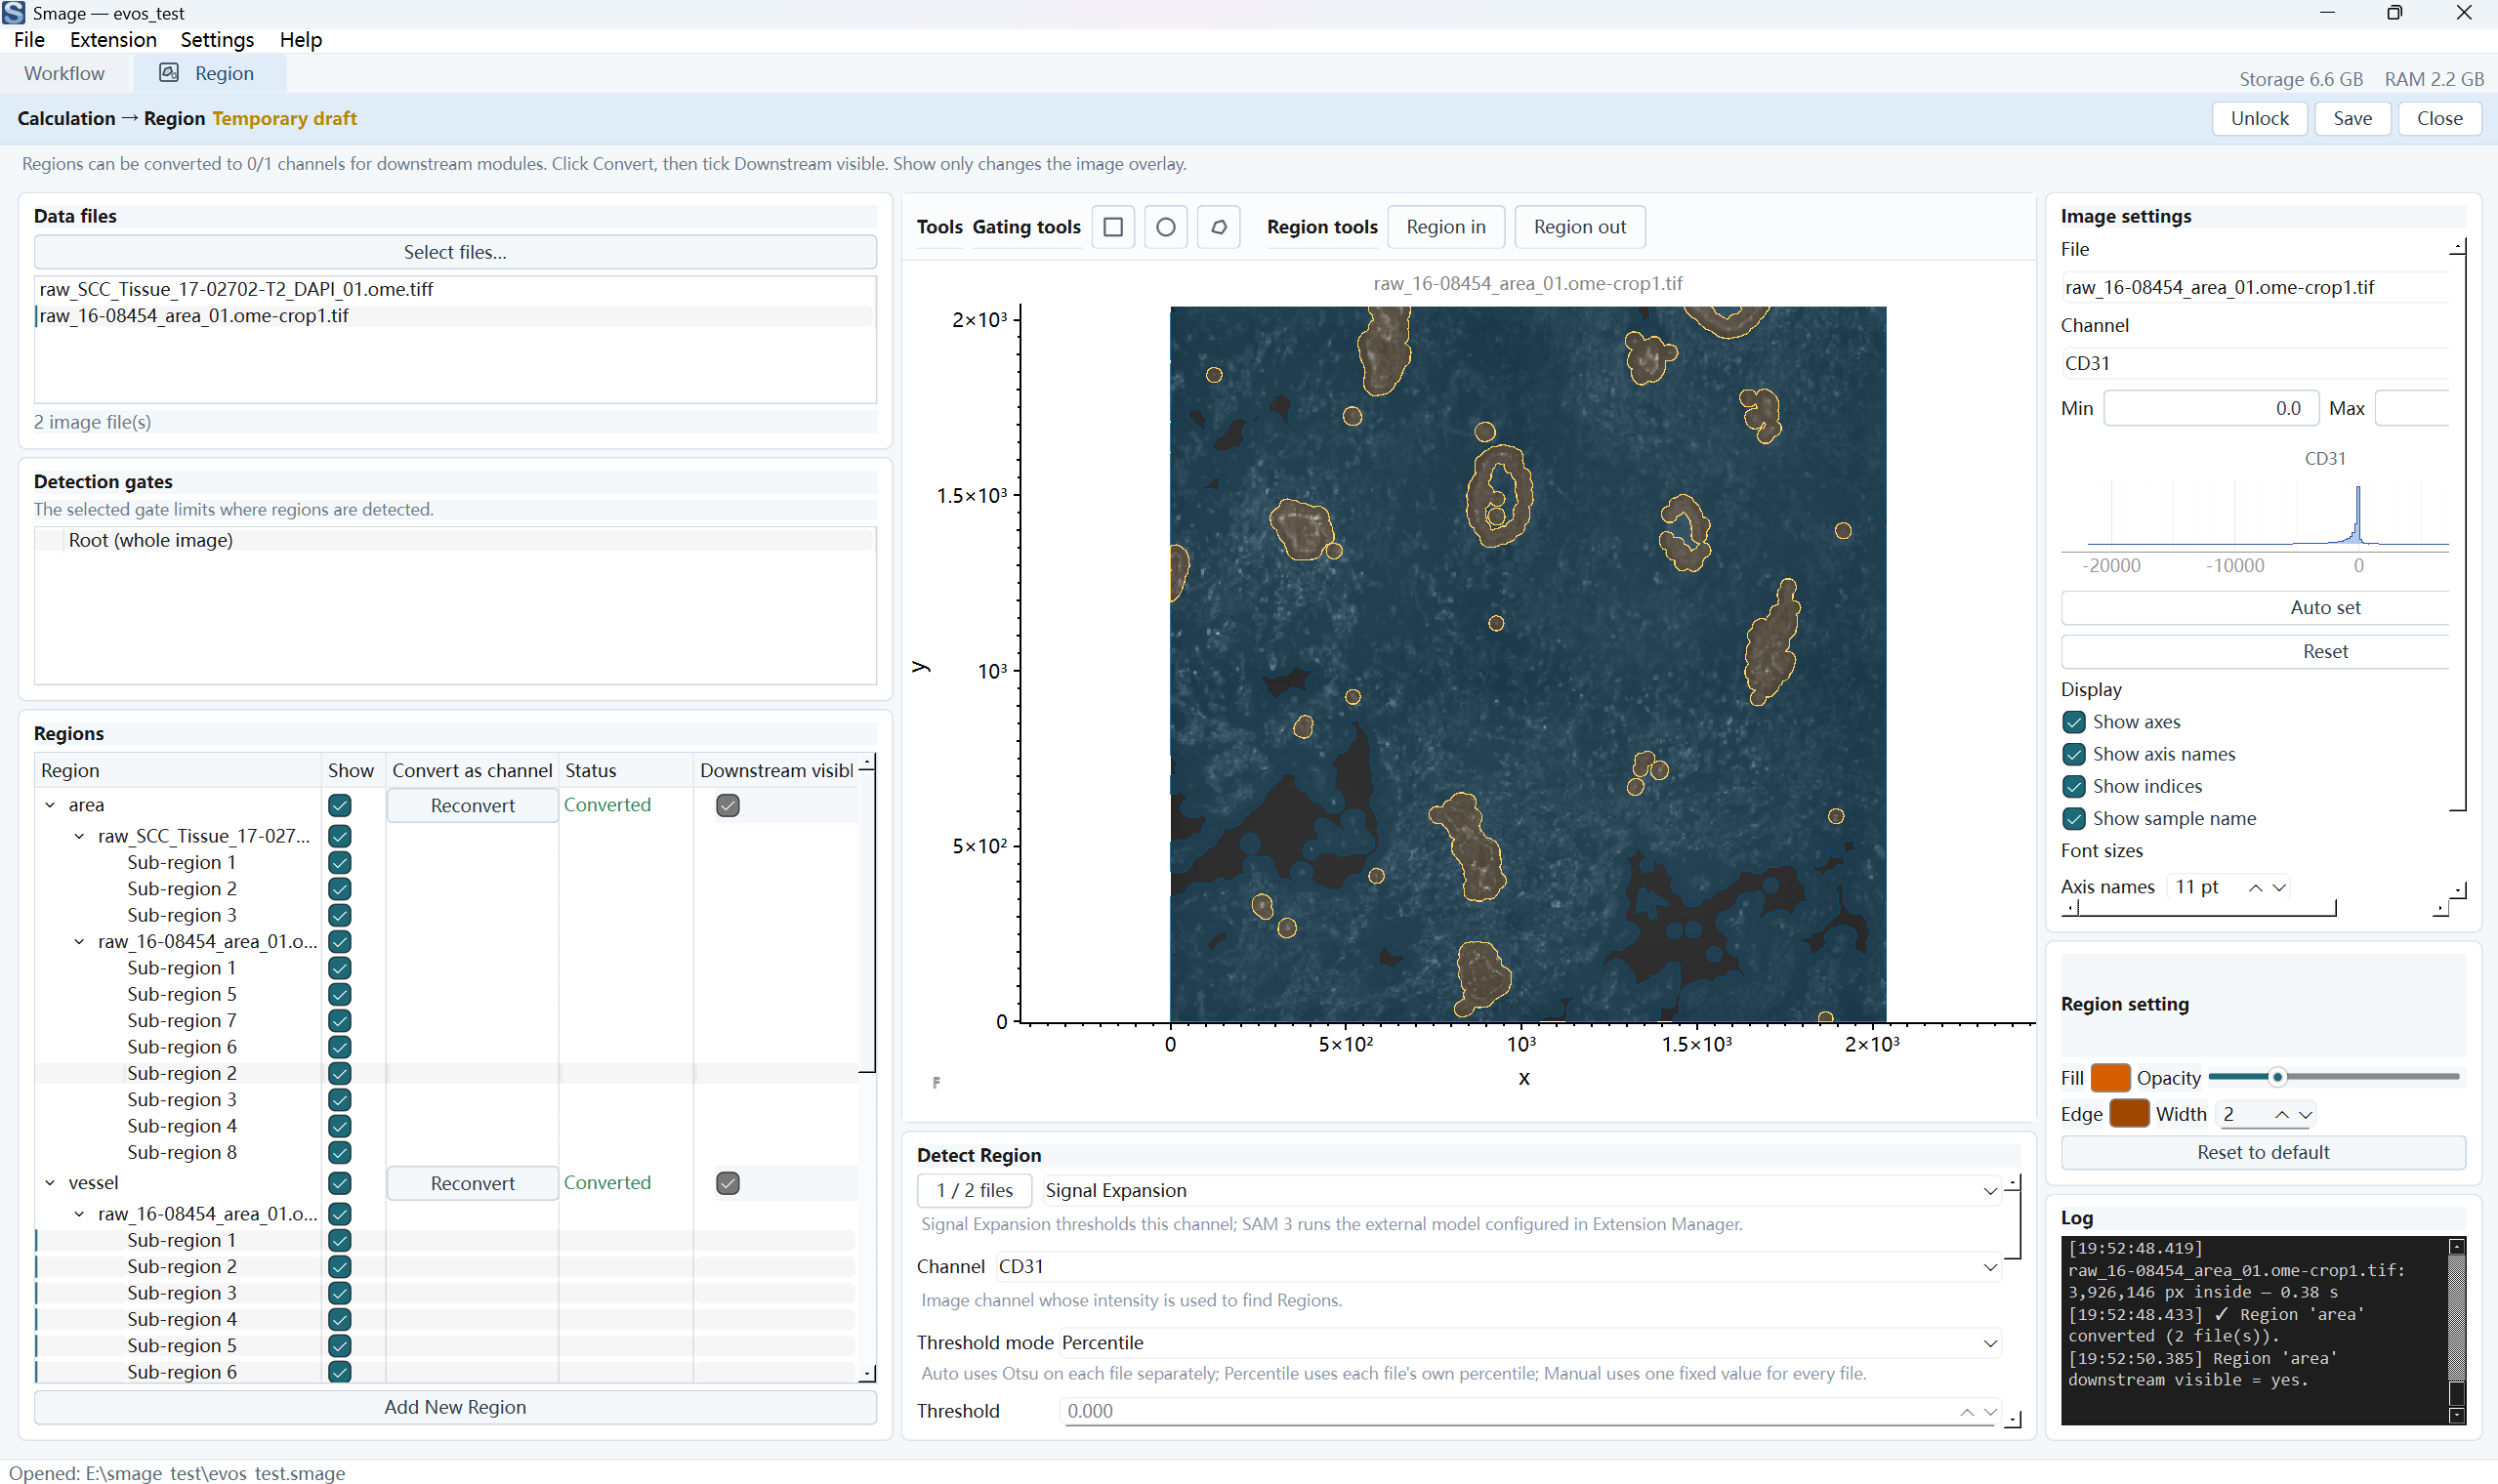 Smage — evos_test
File Extension Settings Help
Workflow Region
Storage 6.6 GB RAM 2.2 GB
Calculation → Region Temporary draft
Unlock Save Close
Regions can be converted to 0/1 channels for downstream modules. Click Convert, then tick Downstream visible. Show only changes the image overlay.
Data files
Select files...
raw_SCC_Tissue_17-02702-T2_DAPI_01.ome.tiff
raw_16-08454_area_01.ome-crop1.tif
2 image file(s)
Detection gates
The selected gate limits where regions are detected.
Root (whole image)
Regions
Region Show Convert as channel Status Downstream visibl
area Reconvert Converted
raw_SCC_Tissue_17-027...
Sub-region 1
Sub-region 2
Sub-region 3
raw_16-08454_area_01.o...
Sub-region 1
Sub-region 5
Sub-region 7
Sub-region 6
Sub-region 2
Sub-region 3
Sub-region 4
Sub-region 8
vessel Reconvert Converted
raw_16-08454_area_01.o...
Sub-region 1
Sub-region 2
Sub-region 3
Sub-region 4
Sub-region 5
Sub-region 6
Add New Region
Tools Gating tools Region tools Region in Region out
raw_16-08454_area_01.ome-crop1.tif
2×10³
1.5×10³
10³
5×10²
0
y
0 5×10² 10³ 1.5×10³ 2×10³
x
F
Detect Region
1 / 2 files Signal Expansion
Signal Expansion thresholds this channel; SAM 3 runs the external model configured in Extension Manager.
Channel CD31
Image channel whose intensity is used to find Regions.
Threshold mode Percentile
Auto uses Otsu on each file separately; Percentile uses each file's own percentile; Manual uses one fixed value for every file.
Threshold 0.000
Image settings
File
raw_16-08454_area_01.ome-crop1.tif
Channel
CD31
Min 0.0 Max
CD31
-20000 -10000 0
Auto set
Reset
Display
Show axes
Show axis names
Show indices
Show sample name
Font sizes
Axis names 11 pt
Region setting
Fill Opacity
Edge Width 2
Reset to default
Log
[19:52:48.419]
raw_16-08454_area_01.ome-crop1.tif:
3,926,146 px inside — 0.38 s
[19:52:48.433] ✓ Region 'area'
converted (2 file(s)).
[19:52:50.385] Region 'area'
downstream visible = yes.
Opened: E:\smage_test\evos_test.smage